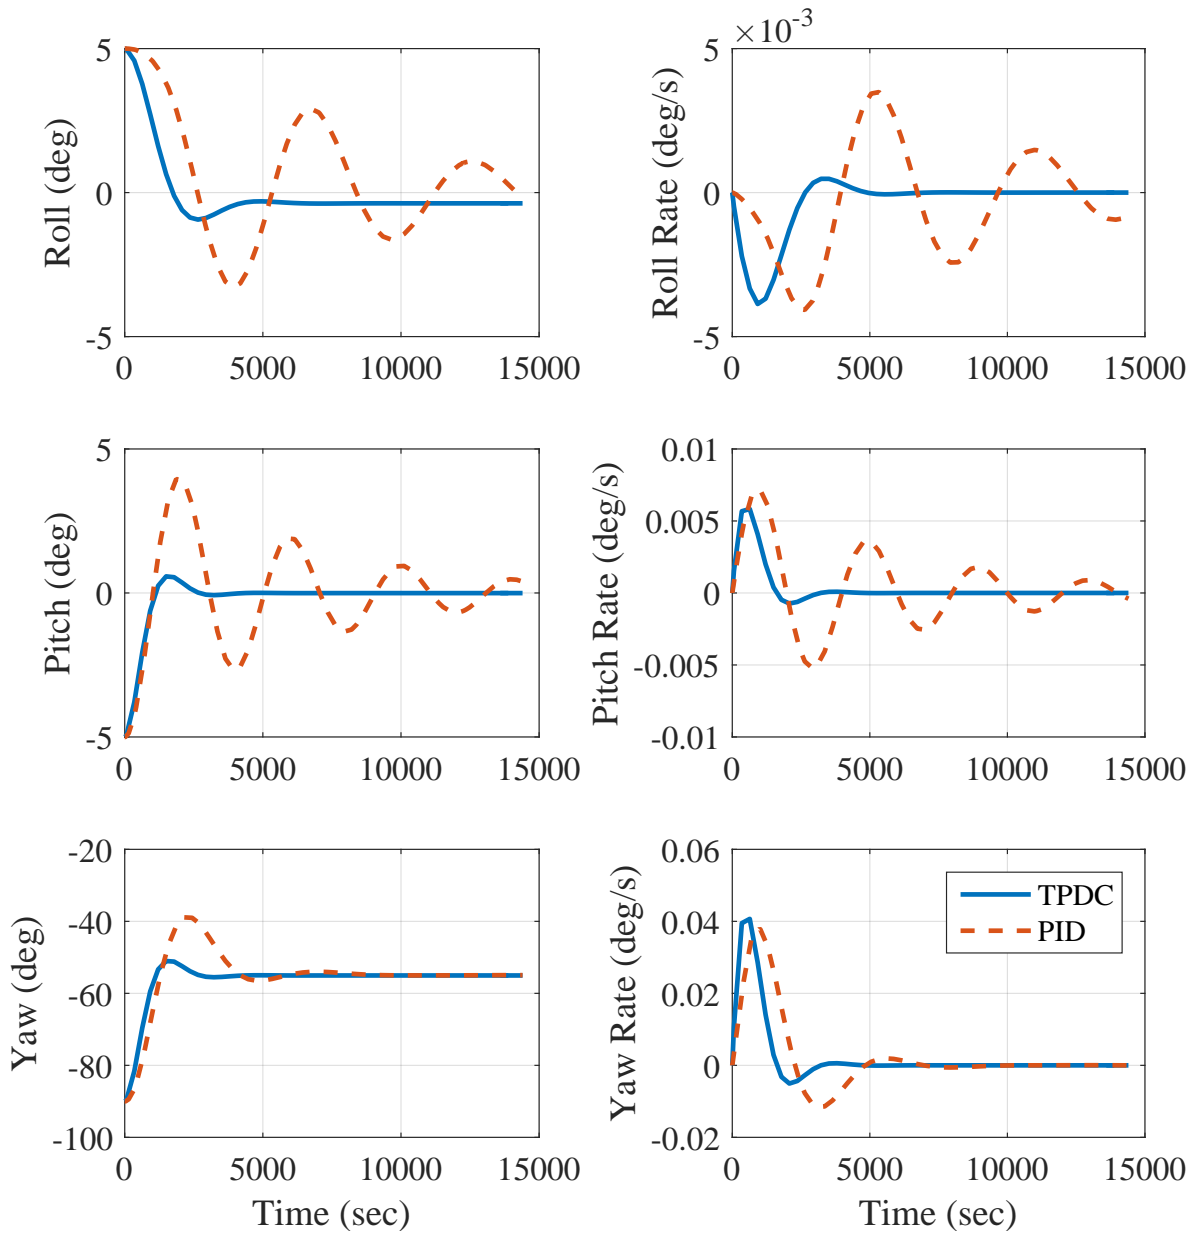 5
0
-5
0 5000 10000 15000
Roll (deg)
×10-3
5
0
-5
0 5000 10000 15000
Roll Rate (deg/s)
5
0
-5
0 5000 10000 15000
Pitch (deg)
0.01
0.005
0
-0.005
-0.01
0 5000 10000 15000
Pitch Rate (deg/s)
-20
-40
-60
-80
-100
0 5000 10000 15000
Yaw (deg)
Time (sec)
0.06
0.04
0.02
0
-0.02
0 5000 10000 15000
Yaw Rate (deg/s)
Time (sec)
TPDC
PID